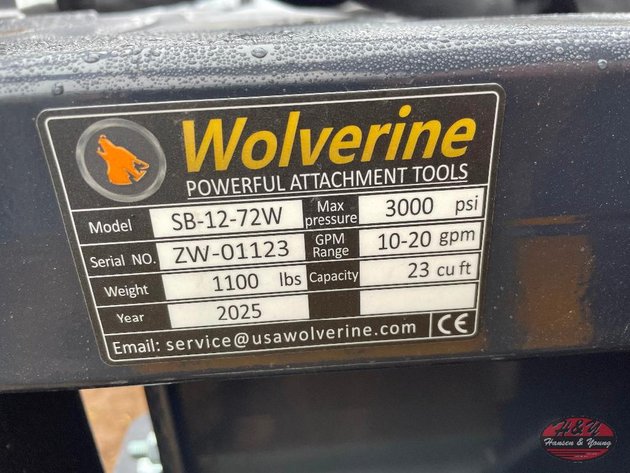 Wolverine
POWERFUL ATTACHMENT TOOLS
Model SB-12-72W Max pressure 3000 psi
Serial NO. ZW-01123 GPM Range 10-20 gpm
Weight 1100 lbs Capacity 23 cu ft
Year 2025
Email: service@usawolverine.com CE
H&Y
Hansen & Young